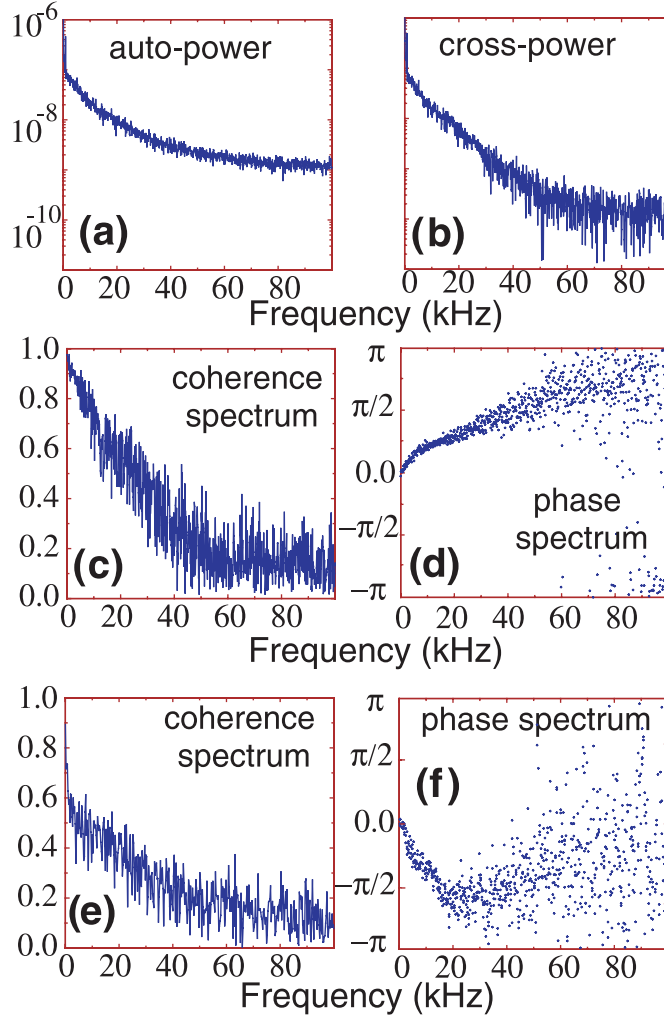 10^-6
10^-8
10^-10
auto-power
(a)
0 20 40 60 80
cross-power
(b)
0 20 40 60 80
Frequency (kHz)
1.0
0.8
0.6
0.4
0.2
0.0
coherence
spectrum
(c)
0 20 40 60 80
π
π/2
0.0
−π/2
−π
phase
spectrum
(d)
0 20 40 60 80
Frequency (kHz)
1.0
0.8
0.6
0.4
0.2
0.0
coherence
spectrum
(e)
0 20 40 60 80
π
π/2
0.0
−π/2
−π
phase spectrum
(f)
0 20 40 60 80
Frequency (kHz)